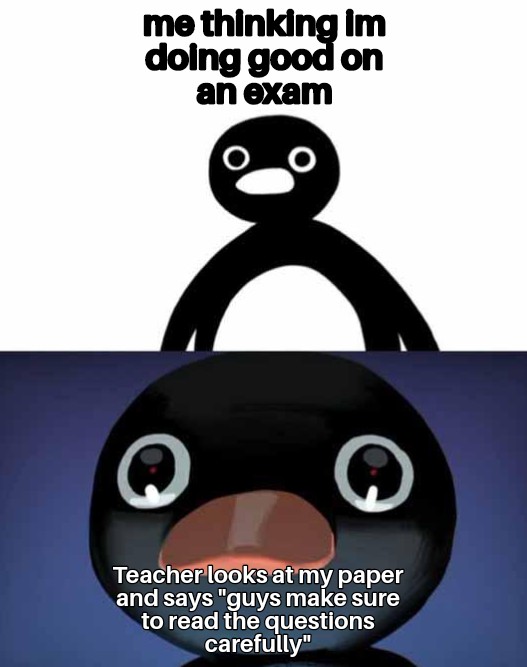 me thinking im
doing good on
an exam
Teacher looks at my paper
and says "guys make sure
to read the questions
carefully"